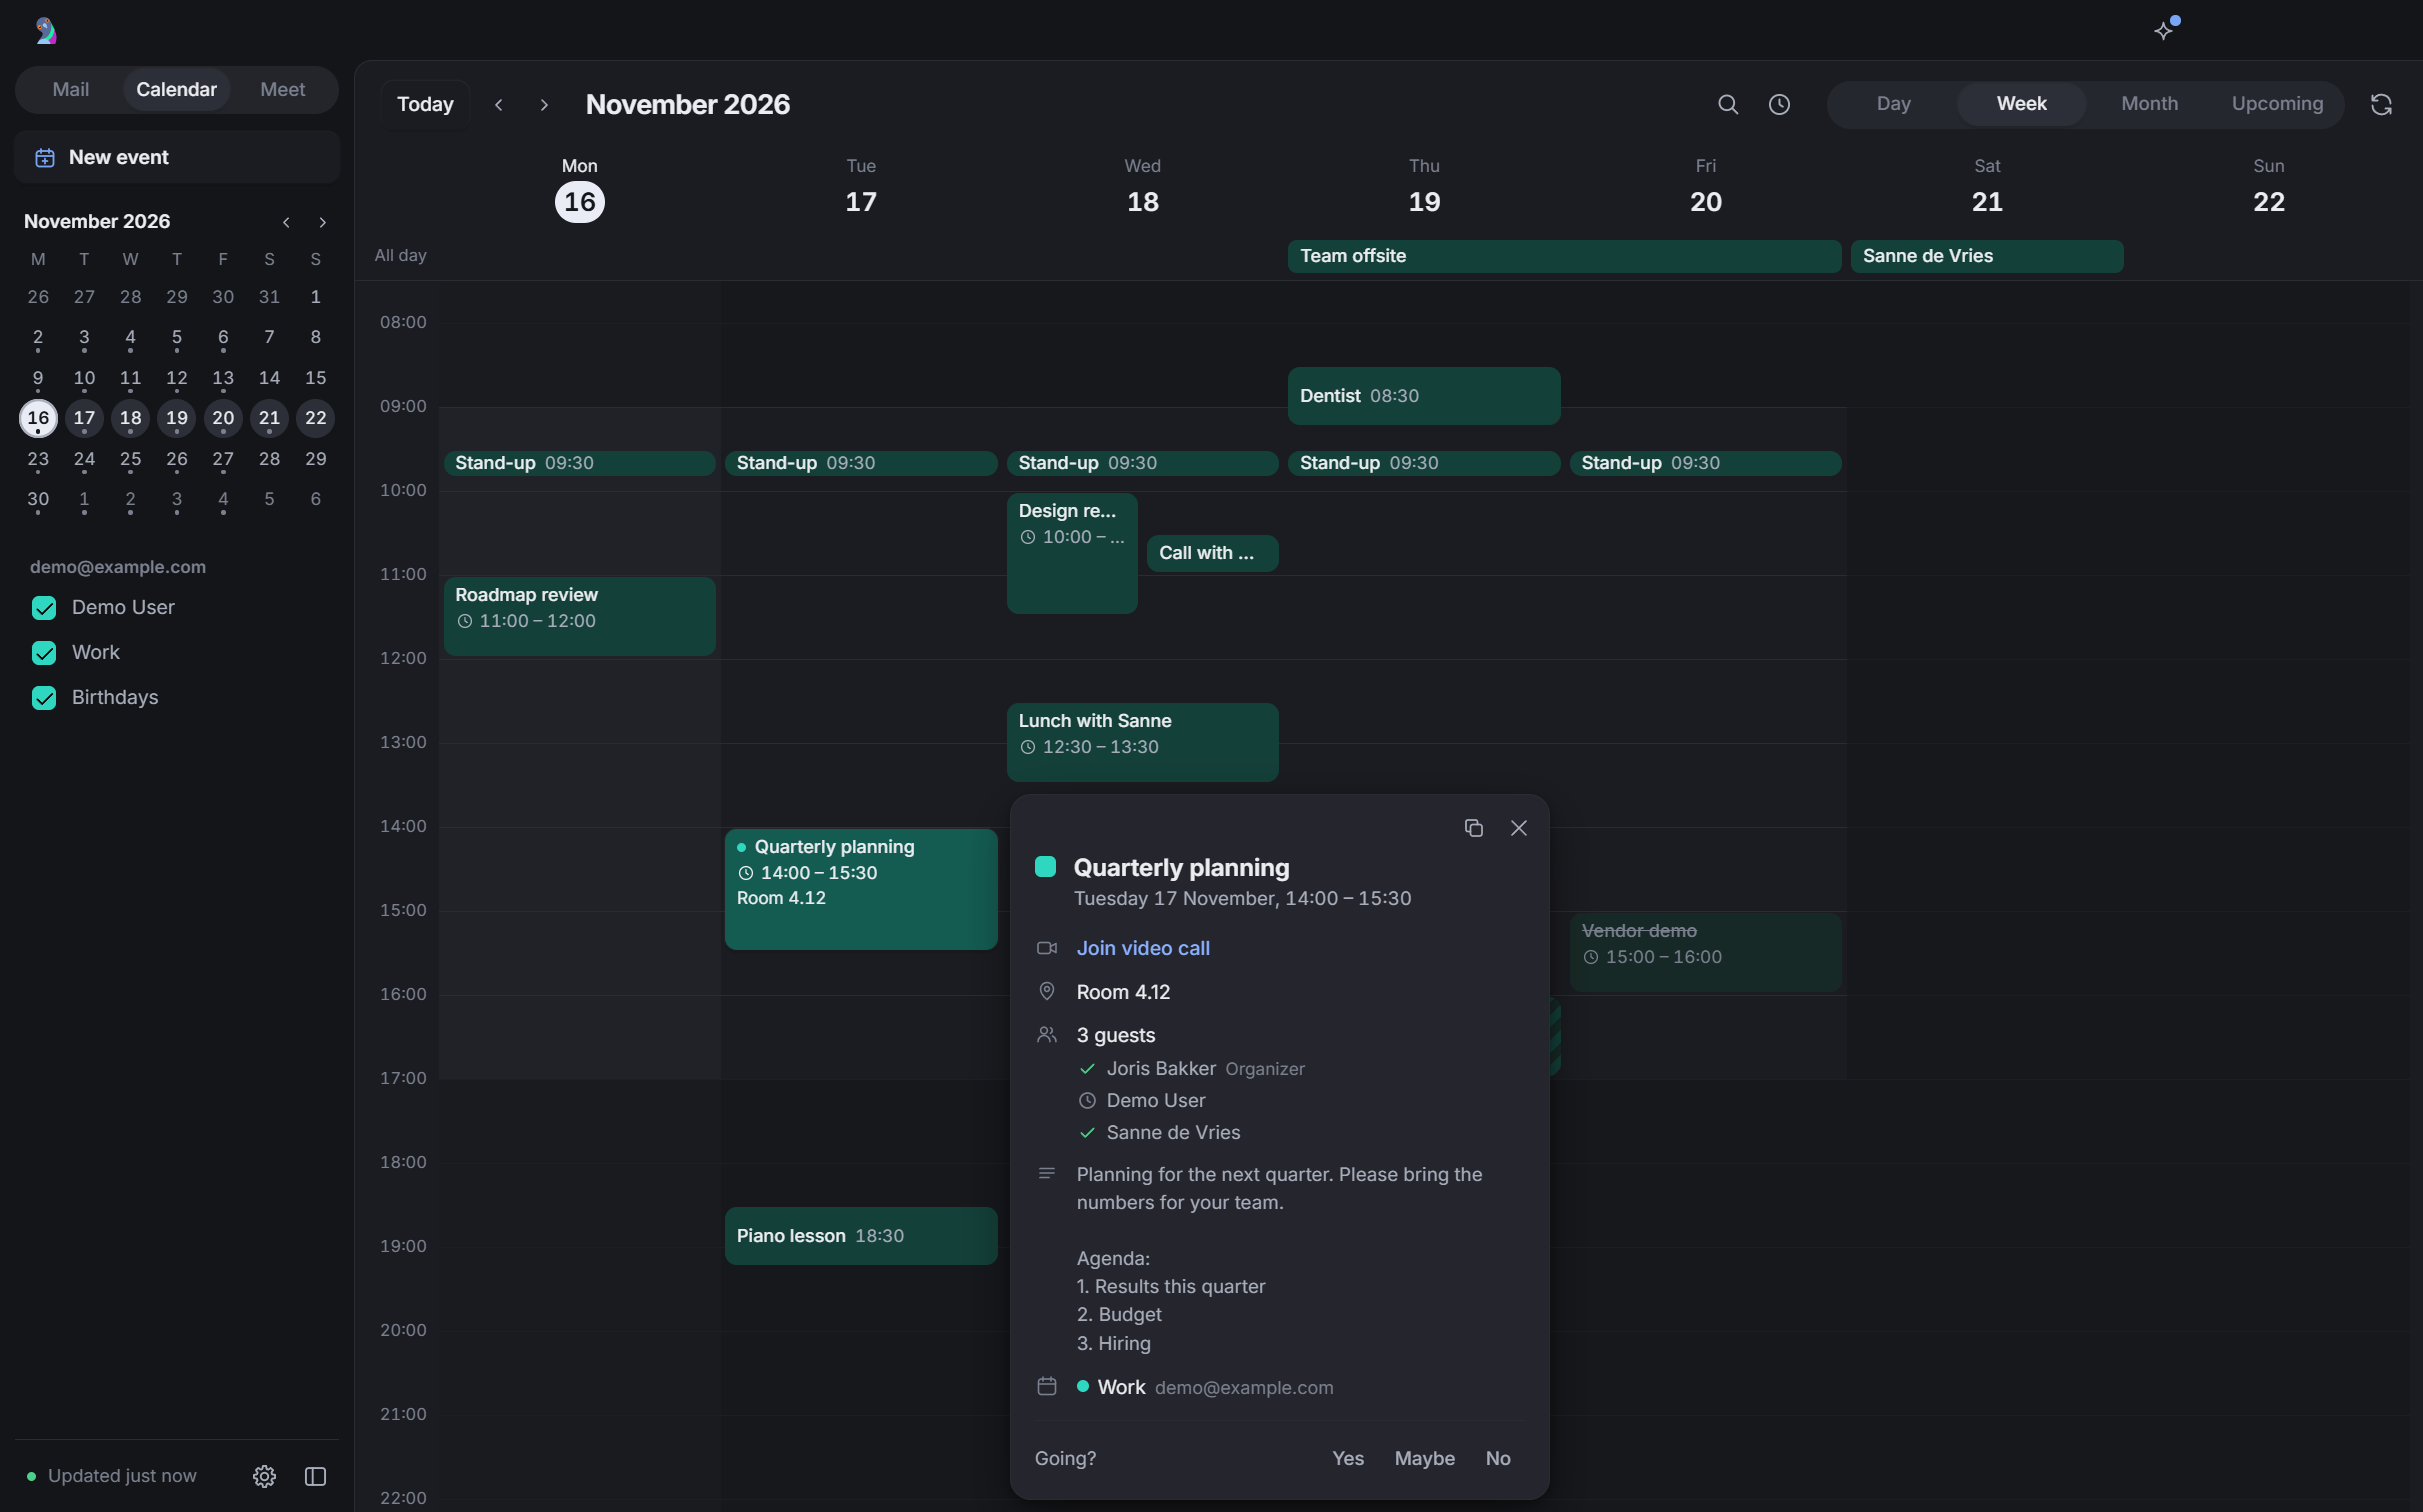 Mail Calendar Meet
New event
November 2026
M T W T F S S
26 27 28 29 30 31 1
2 3 4 5 6 7 8
9 10 11 12 13 14 15
16 17 18 19 20 21 22
23 24 25 26 27 28 29
30 1 2 3 4 5 6
demo@example.com
Demo User
Work
Birthdays
Updated just now
Today November 2026 Day Week Month Upcoming
Mon Tue Wed Thu Fri Sat Sun
16 17 18 19 20 21 22
All day Team offsite Sanne de Vries
08:00
Dentist 08:30
09:00
Stand-up 09:30 Stand-up 09:30 Stand-up 09:30 Stand-up 09:30 Stand-up 09:30
10:00
Design re...
10:00 – ...
Call with ...
11:00
Roadmap review
11:00 – 12:00
12:00
Lunch with Sanne
12:30 – 13:30
13:00
14:00
Quarterly planning
14:00 – 15:30
Room 4.12
15:00
Vendor demo
15:00 – 16:00
16:00
17:00
18:00
Piano lesson 18:30
19:00
20:00
21:00
22:00
Quarterly planning
Tuesday 17 November, 14:00 – 15:30
Join video call
Room 4.12
3 guests
Joris Bakker Organizer
Demo User
Sanne de Vries
Planning for the next quarter. Please bring the
numbers for your team.
Agenda:
1. Results this quarter
2. Budget
3. Hiring
Work demo@example.com
Going? Yes Maybe No